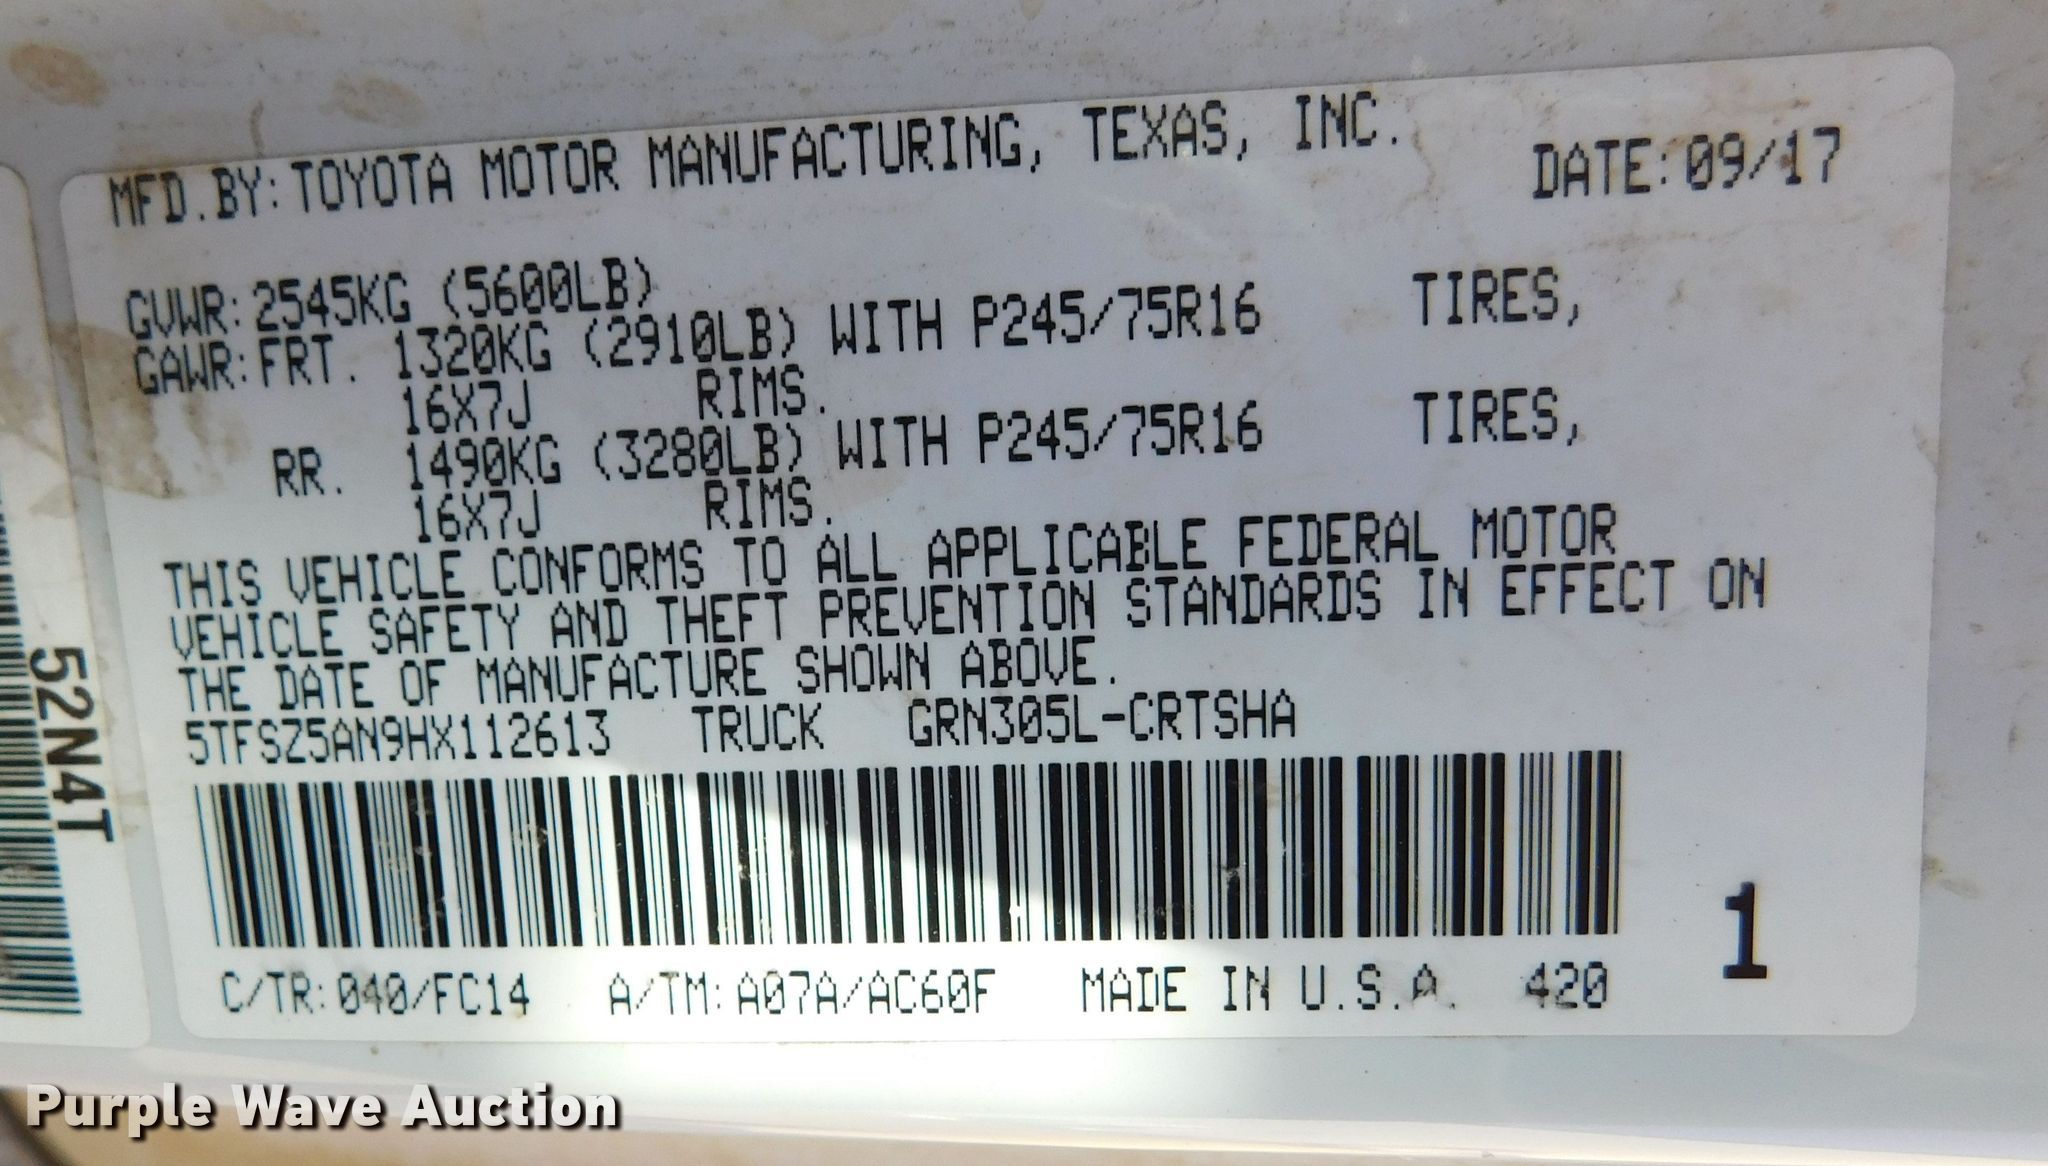 MFD.BY: TOYOTA MOTOR MANUFACTURING, TEXAS, INC.
DATE: 09/17
GVWR: 2545KG (5600LB)
GAWR: FRT. 1320KG (2910LB) WITH P245/75R16 TIRES,
16X7J RIMS.
RR. 1490KG (3280LB) WITH P245/75R16 TIRES,
16X7J RIMS.
THIS VEHICLE CONFORMS TO ALL APPLICABLE FEDERAL MOTOR
VEHICLE SAFETY AND THEFT PREVENTION STANDARDS IN EFFECT ON
THE DATE OF MANUFACTURE SHOWN ABOVE.
5TFSZ5AN9HX112613 TRUCK GRN305L-CRTSHA
1
C/TR: 040/FC14 A/TM: A07A/AC60F MADE IN U.S.A. 420
52N4T
Purple Wave Auction